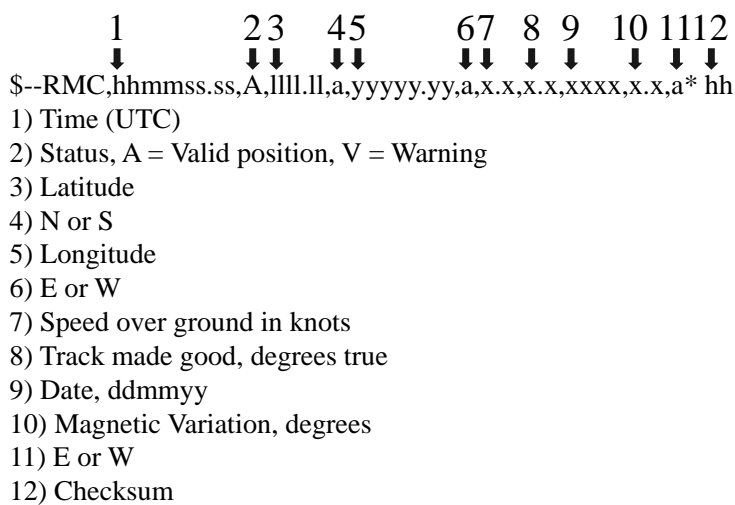 1 2 3 4 5 6 7 8 9 10 11 12
$--RMC,hhmmss.ss,A,llll.ll,a,yyyyy.yy,a,x.x,x.x,xxxx,x.x,a* hh
1) Time (UTC)
2) Status, A = Valid position, V = Warning
3) Latitude
4) N or S
5) Longitude
6) E or W
7) Speed over ground in knots
8) Track made good, degrees true
9) Date, ddmmyy
10) Magnetic Variation, degrees
11) E or W
12) Checksum